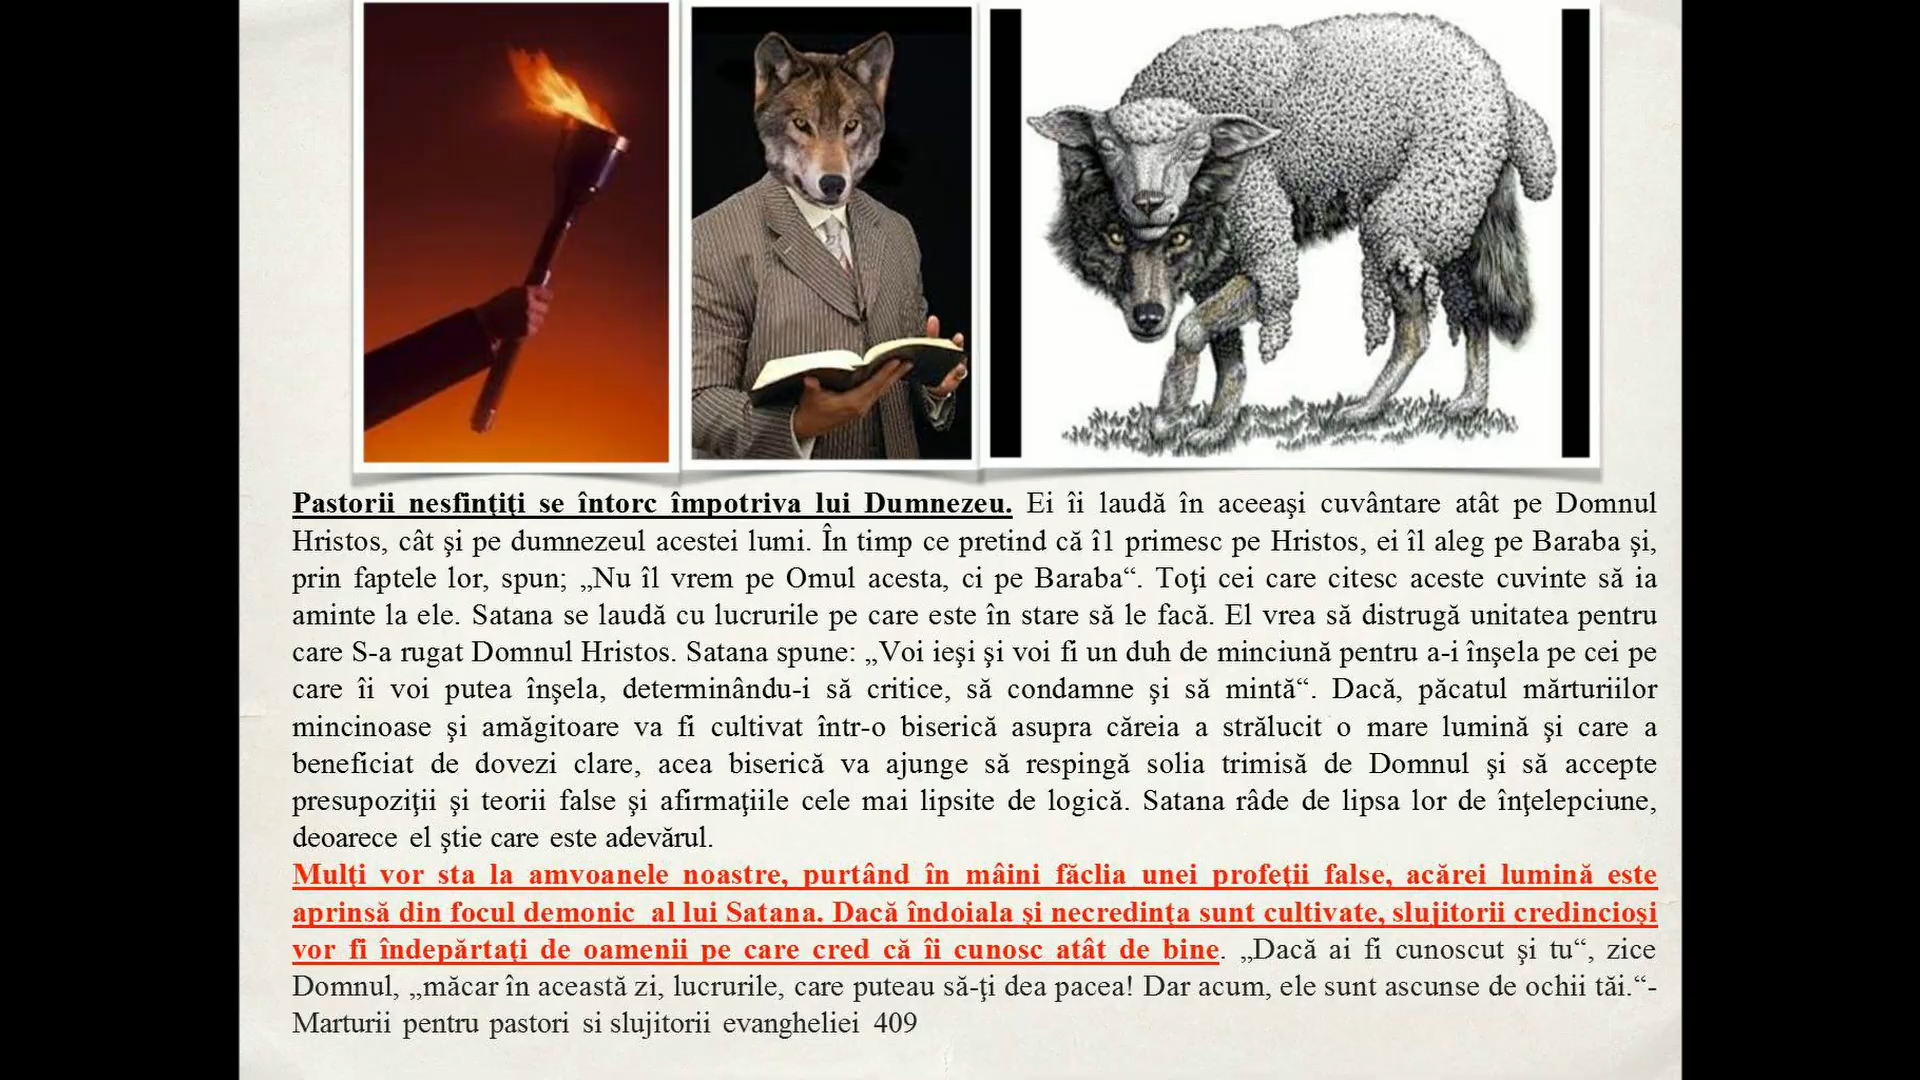 Pastorii nesfinţiţi se întorc împotriva lui Dumnezeu. Ei îi laudă în aceeaşi cuvântare atât pe Domnul
Hristos, cât şi pe dumnezeul acestei lumi. În timp ce pretind că î1 primesc pe Hristos, ei îl aleg pe Baraba şi,
prin faptele lor, spun; „Nu îl vrem pe Omul acesta, ci pe Baraba“. Toţi cei care citesc aceste cuvinte să ia
aminte la ele. Satana se laudă cu lucrurile pe care este în stare să le facă. El vrea să distrugă unitatea pentru
care S-a rugat Domnul Hristos. Satana spune: „Voi ieşi şi voi fi un duh de minciună pentru a-i înşela pe cei pe
care îi voi putea înşela, determinându-i să critice, să condamne şi să mintă“. Dacă, păcatul mărturiilor
mincinoase şi amăgitoare va fi cultivat într-o biserică asupra căreia a strălucit o mare lumină şi care a
beneficiat de dovezi clare, acea biserică va ajunge să respingă solia trimisă de Domnul şi să accepte
presupoziţii şi teorii false şi afirmaţiile cele mai lipsite de logică. Satana râde de lipsa lor de înţelepciune,
deoarece el ştie care este adevărul.
Mulţi vor sta la amvoanele noastre, purtând în mâini făclia unei profeţii false, acărei lumină este
aprinsă din focul demonic al lui Satana. Dacă îndoiala şi necredinţa sunt cultivate, slujitorii credincioşi
vor fi îndepărtaţi de oamenii pe care cred că îi cunosc atât de bine. „Dacă ai fi cunoscut şi tu“, zice
Domnul, „măcar în această zi, lucrurile, care puteau să-ţi dea pacea! Dar acum, ele sunt ascunse de ochii tăi.“-
Marturii pentru pastori si slujitorii evangheliei 409